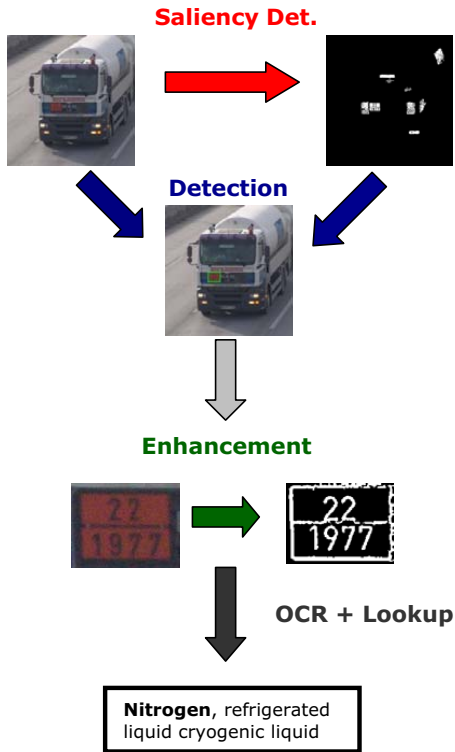 Saliency Det.
Detection
Enhancement
22
1977
22
1977
OCR + Lookup
Nitrogen, refrigerated
liquid cryogenic liquid